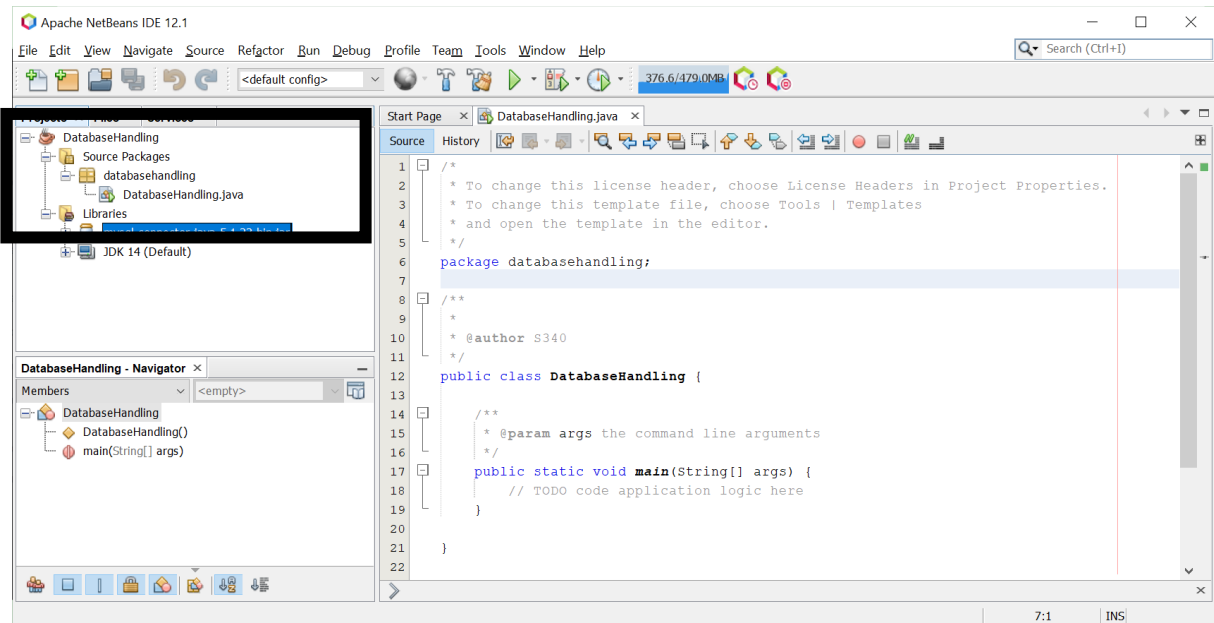 Apache NetBeans IDE 12.1
File Edit View Navigate Source Refactor Run Debug Profile Team Tools Window Help
Search (Ctrl+I)
<default config>
376.6/479.0MB
Start Page
DatabaseHandling.java
DatabaseHandling
Source Packages
databasehandling
DatabaseHandling.java
Libraries
JDK 14 (Default)
DatabaseHandling - Navigator
Members
<empty>
DatabaseHandling
DatabaseHandling()
main(String[] args)
Source History
1 /*
2 * To change this license header, choose License Headers in Project Properties.
3 * To change this template file, choose Tools | Templates
4 * and open the template in the editor.
5 */
6 package databasehandling;
7
8 /**
9 *
10 * @author S340
11 */
12 public class DatabaseHandling {
13
14 /**
15 * @param args the command line arguments
16 */
17 public static void main(String[] args) {
18 // TODO code application logic here
19 }
20
21 }
22
7:1 INS